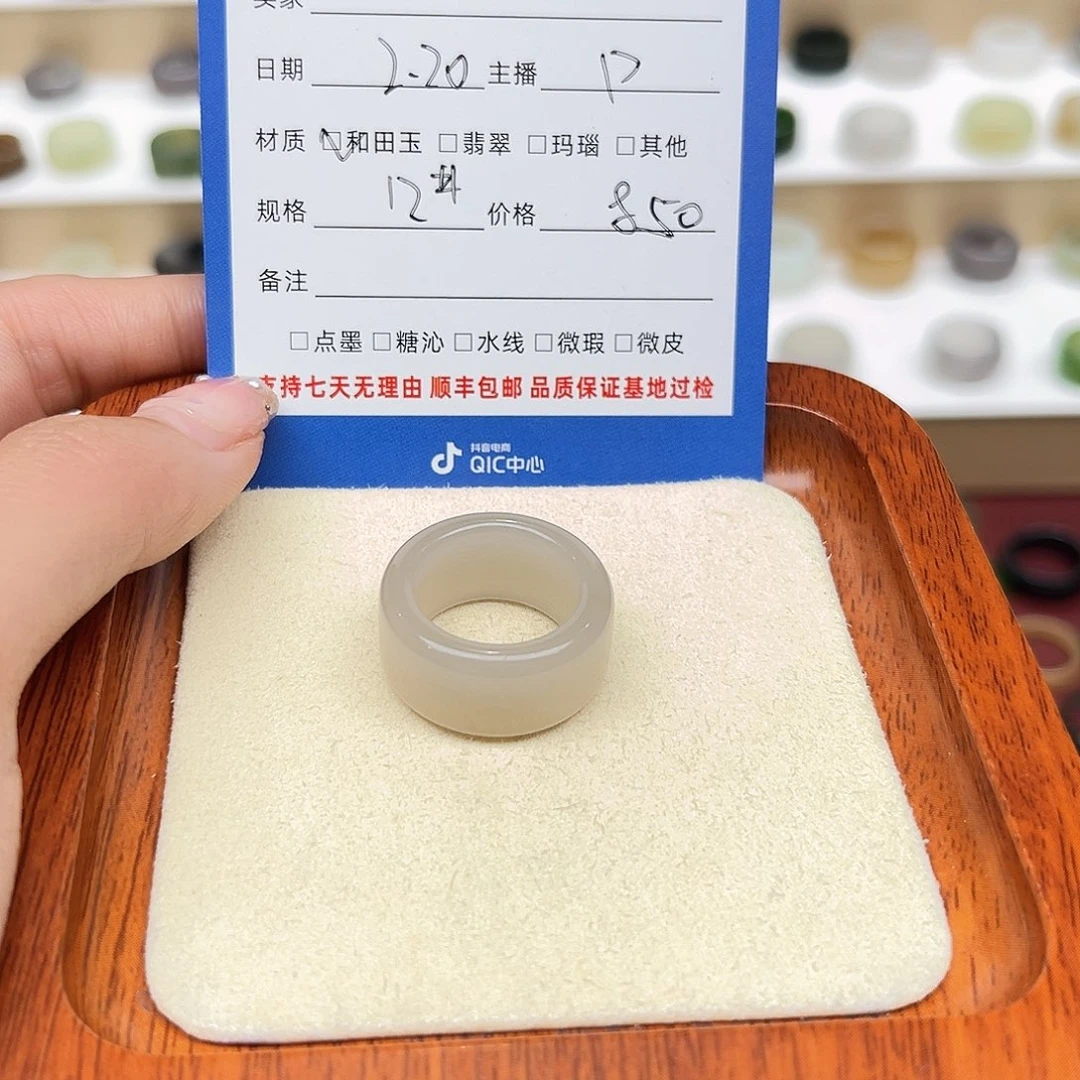 卖家
日期 2.20 主播 P
材质 ☑和田玉 □翡翠 □玛瑙 □其他
规格 12# 价格 850
备注
□点墨 □糖沁 □水线 □微瑕 □微皮
支持七天无理由 顺丰包邮 品质保证基地过检
抖音电商
QIC中心